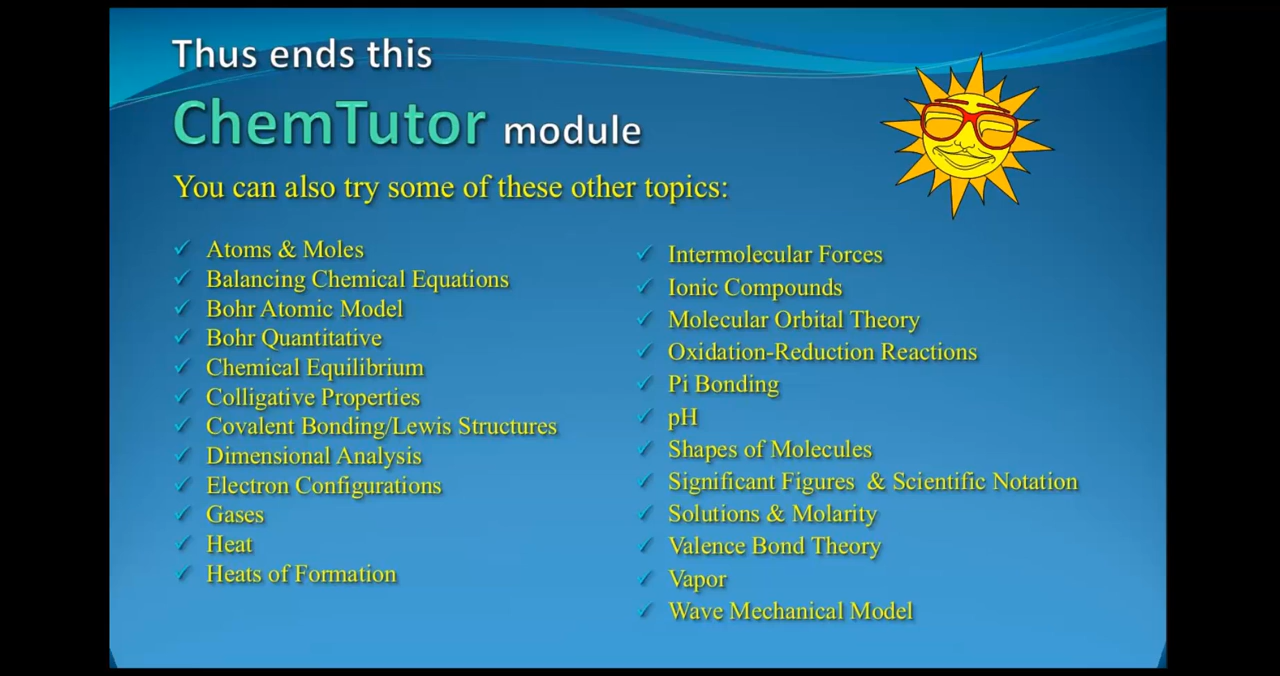 Thus ends this
ChemTutor module
You can also try some of these other topics:
Atoms & Moles
Balancing Chemical Equations
Bohr Atomic Model
Bohr Quantitative
Chemical Equilibrium
Colligative Properties
Covalent Bonding/Lewis Structures
Dimensional Analysis
Electron Configurations
Gases
Heat
Heats of Formation
Intermolecular Forces
Ionic Compounds
Molecular Orbital Theory
Oxidation-Reduction Reactions
Pi Bonding
pH
Shapes of Molecules
Significant Figures & Scientific Notation
Solutions & Molarity
Valence Bond Theory
Vapor
Wave Mechanical Model